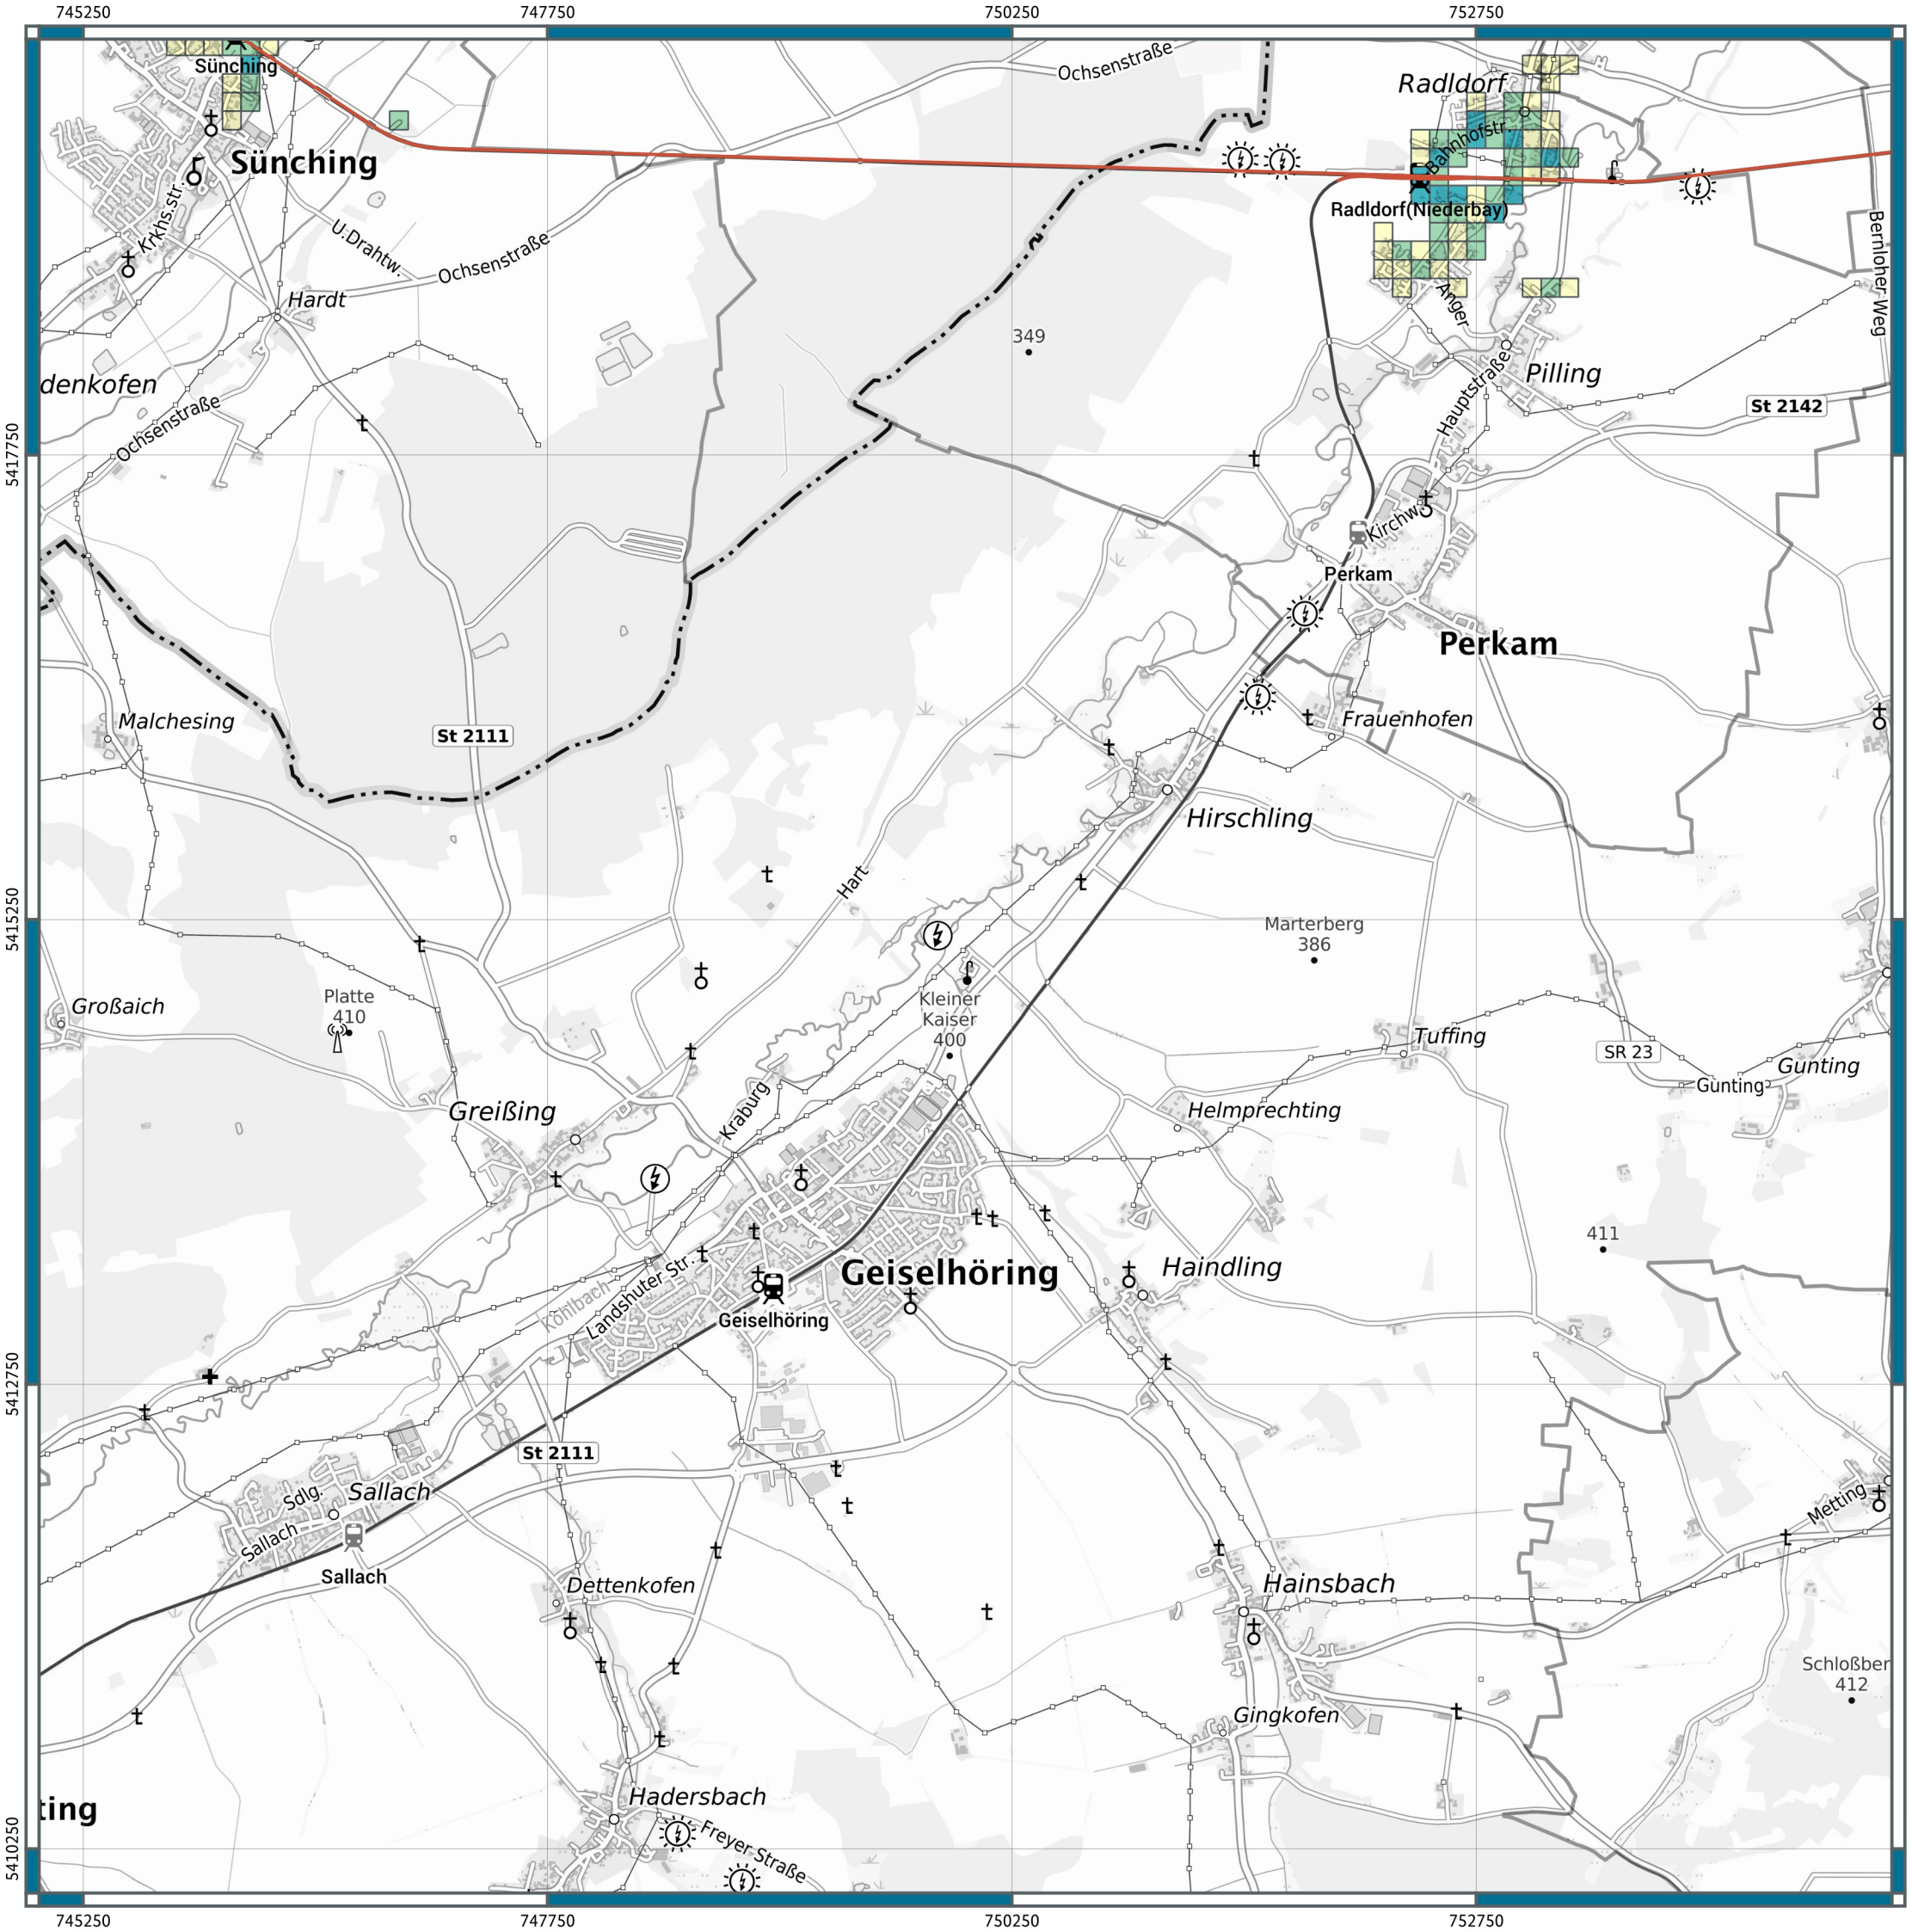 745250
747750
750250
752750
Ochsenstraße
Radldorf
Sünching
Bahnhofstr.
Sünching
Krkhs.str.
Radldorf(Niederbay)
U.Drahtw.
Ochsenstraße
Bernloher Weg
Hardt
Anger
349
denkofen
Pilling
Hauptstraße
St 2142
Ochsenstraße
5417750
Kirchw.
Perkam
Perkam
Malchesing
St 2111
Frauenhofen
Hirschling
Hart
5415250
Marterberg
386
Großaich
Platte
410
Kleiner
Kaiser
400
Tuffing
SR 23
Gunting
Gunting
Greißing
Kraburg
Helmprechting
411
Haindling
Geiselhöring
Landshuter Str.
Köhlbach
Geiselhöring
5412750
St 2111
Sdlg.
Sallach
Sallach
Metting
Sallach
Dettenkofen
Hainsbach
Schloßber
412
Gingkofen
Hadersbach
ting
Freyer Straße
5410250
745250
747750
750250
752750